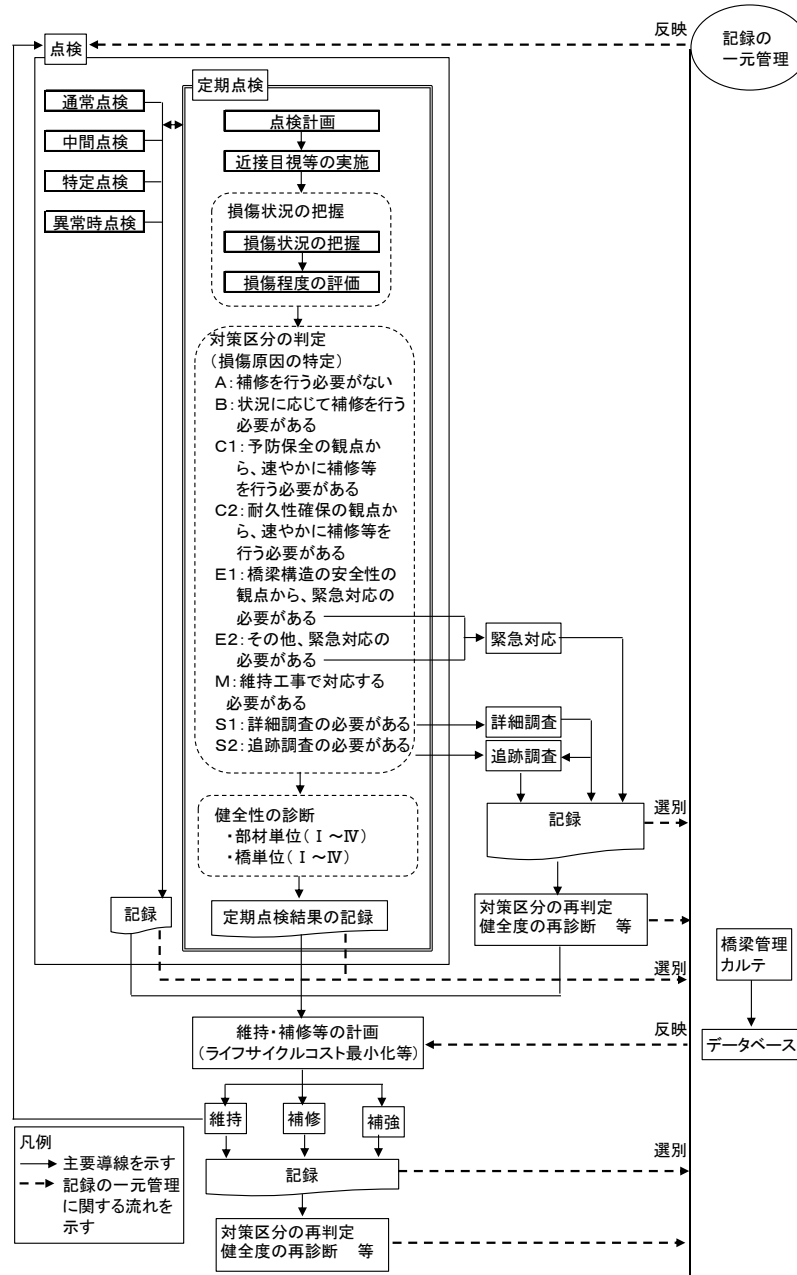 反映
記録の
一元管理
点検
定期点検
通常点検
中間点検
特定点検
異常時点検
点検計画
近接目視等の実施
損傷状況の把握
損傷状況の把握
損傷程度の評価
対策区分の判定
(損傷原因の特定)
A:補修を行う必要がない
B:状況に応じて補修を行う
必要がある
C1:予防保全の観点か
ら、速やかに補修等
を行う必要がある
C2:耐久性確保の観点か
ら、速やかに補修等を
行う必要がある
E1:橋梁構造の安全性の
観点から、緊急対応の
必要がある
E2:その他、緊急対応の
必要がある
M:維持工事で対応する
必要がある
S1:詳細調査の必要がある
S2:追跡調査の必要がある
緊急対応
詳細調査
追跡調査
記録
選別
健全性の診断
・部材単位(Ⅰ~Ⅳ)
・橋単位(Ⅰ~Ⅳ)
記録
定期点検結果の記録
対策区分の再判定
健全度の再診断 等
選別
橋梁管理
カルテ
データベース
維持・補修等の計画
(ライフサイクルコスト最小化等)
反映
維持
補修
補強
記録
選別
対策区分の再判定
健全度の再診断 等
凡例
主要導線を示す
記録の一元管理
に関する流れを
示す